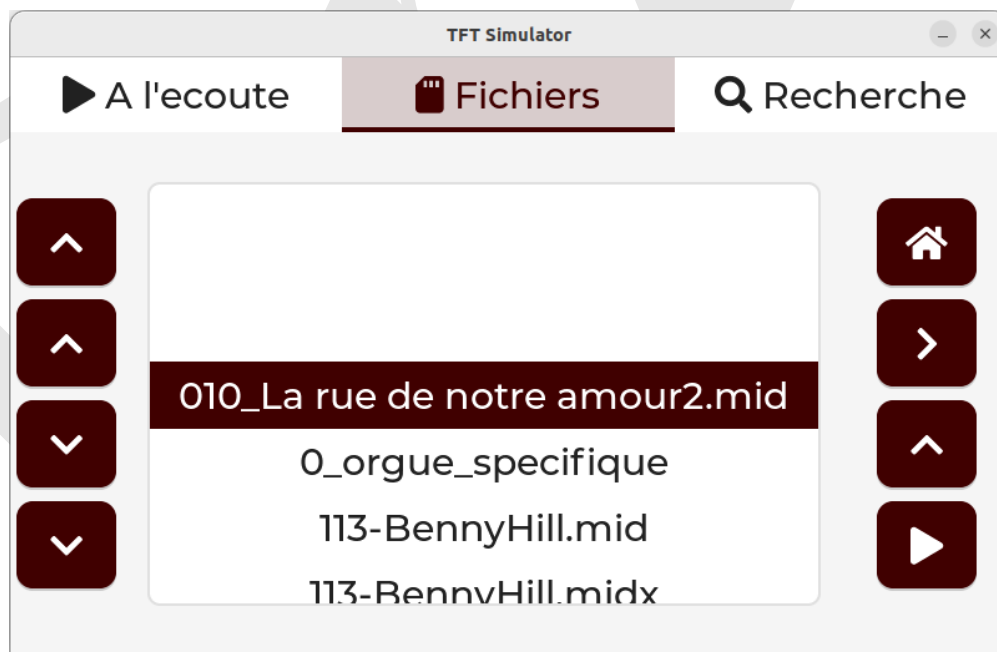 TFT Simulator
A l'ecoute
Fichiers
Recherche
010_La rue de notre amour2.mid
0_orgue_specifique
113-BennyHill.mid
113-BennyHill.midx